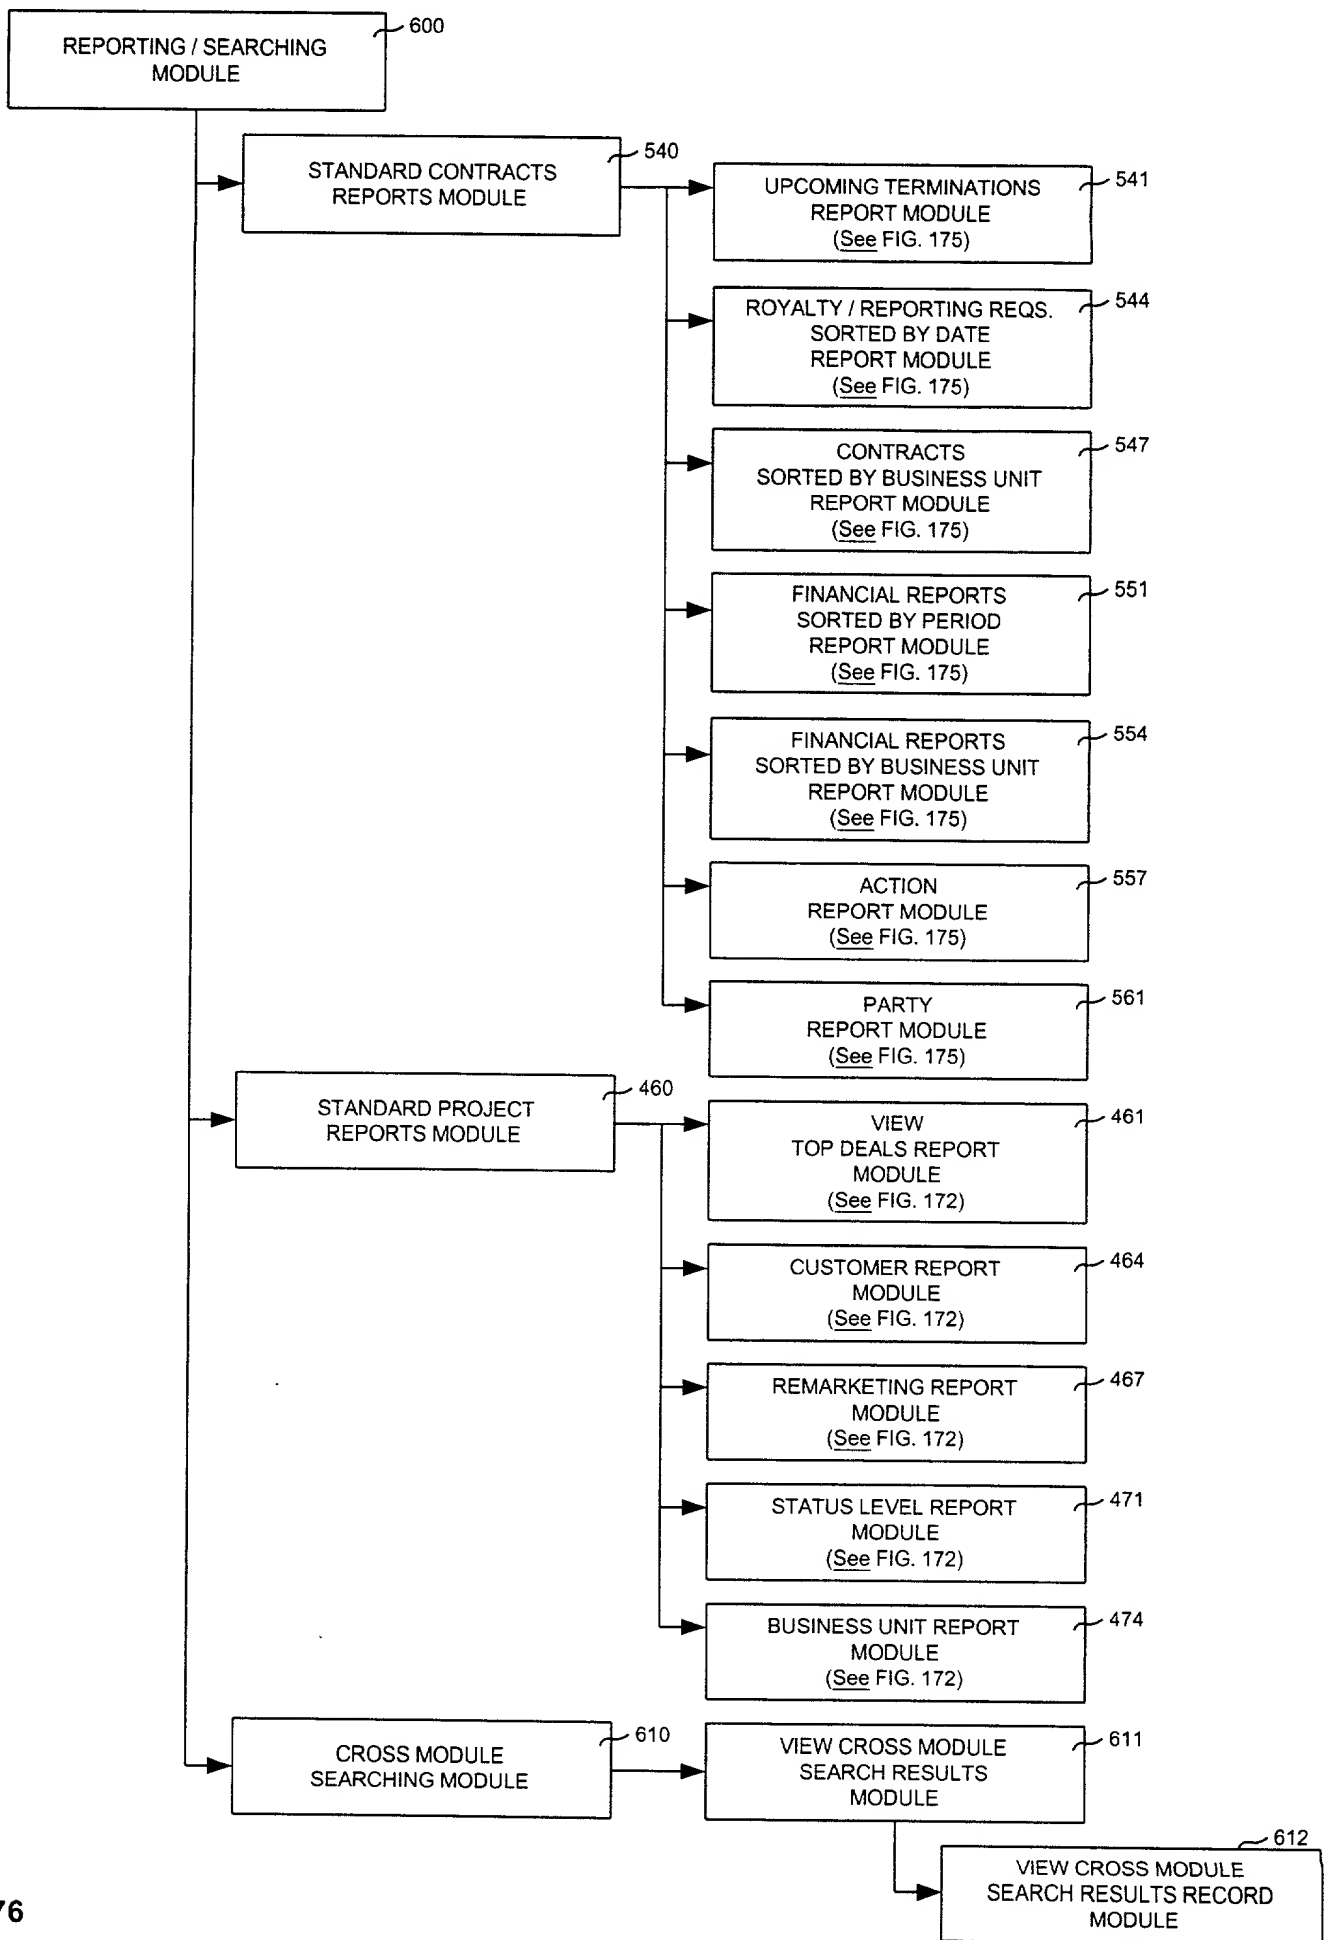 REPORTING / SEARCHING
MODULE
600
STANDARD CONTRACTS
REPORTS MODULE
540
UPCOMING TERMINATIONS
REPORT MODULE
(See FIG. 175)
541
ROYALTY / REPORTING REQS.
SORTED BY DATE
REPORT MODULE
(See FIG. 175)
544
CONTRACTS
SORTED BY BUSINESS UNIT
REPORT MODULE
(See FIG. 175)
547
FINANCIAL REPORTS
SORTED BY PERIOD
REPORT MODULE
(See FIG. 175)
551
FINANCIAL REPORTS
SORTED BY BUSINESS UNIT
REPORT MODULE
(See FIG. 175)
554
ACTION
REPORT MODULE
(See FIG. 175)
557
PARTY
REPORT MODULE
(See FIG. 175)
561
STANDARD PROJECT
REPORTS MODULE
460
VIEW
TOP DEALS REPORT
MODULE
(See FIG. 172)
461
CUSTOMER REPORT
MODULE
(See FIG. 172)
464
REMARKETING REPORT
MODULE
(See FIG. 172)
467
STATUS LEVEL REPORT
MODULE
(See FIG. 172)
471
BUSINESS UNIT REPORT
MODULE
(See FIG. 172)
474
CROSS MODULE
SEARCHING MODULE
610
VIEW CROSS MODULE
SEARCH RESULTS
MODULE
611
VIEW CROSS MODULE
SEARCH RESULTS RECORD
MODULE
612